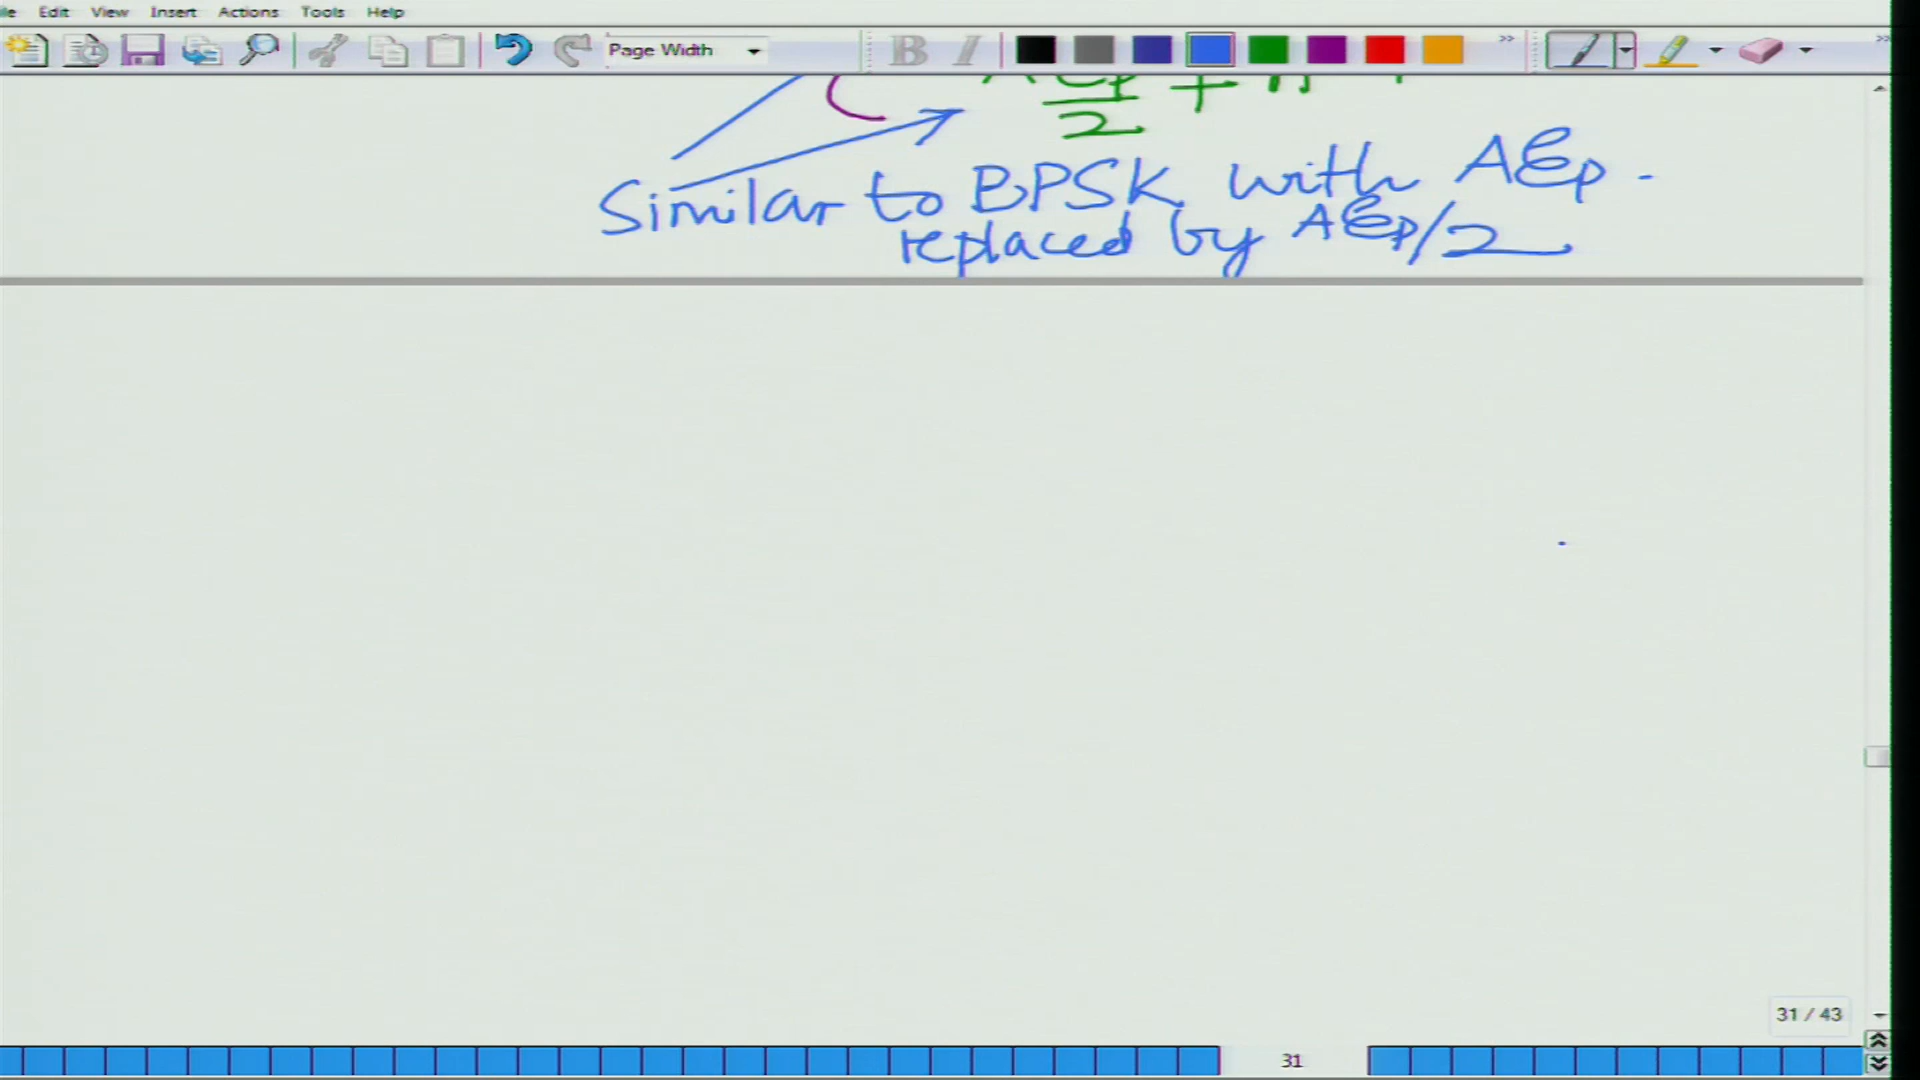 Edit View Insert Actions Tools Help
Page Width
B I
2 +
Similar to BPSK with AEp.
replaced by AEp/2
31 / 43
31